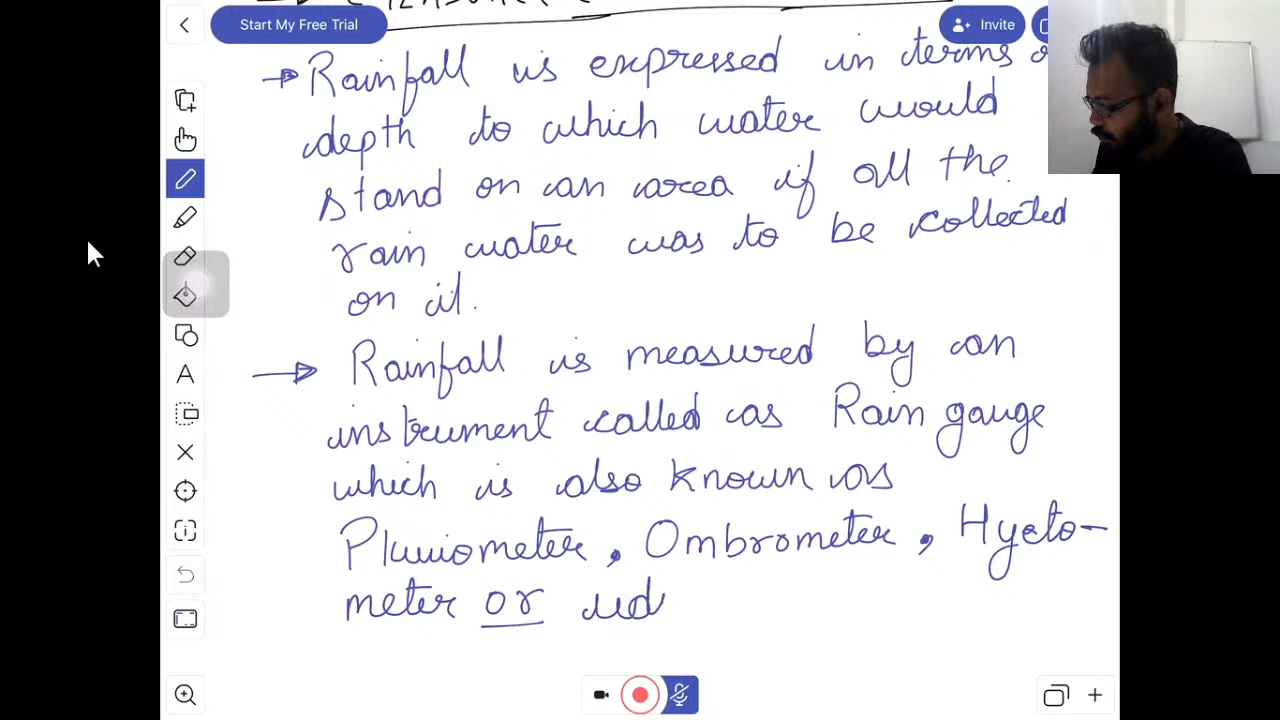 Start My Free Trial
Invite
Rainfall is expressed in terms
depth to which water would
stand on an area if all the
rain water was to be collected
on it.
Rainfall is measured by an
instrument called as Rain gauge
which is also known as
Pluviometer, Ombrometer, Hyeto-
meter or ud
A